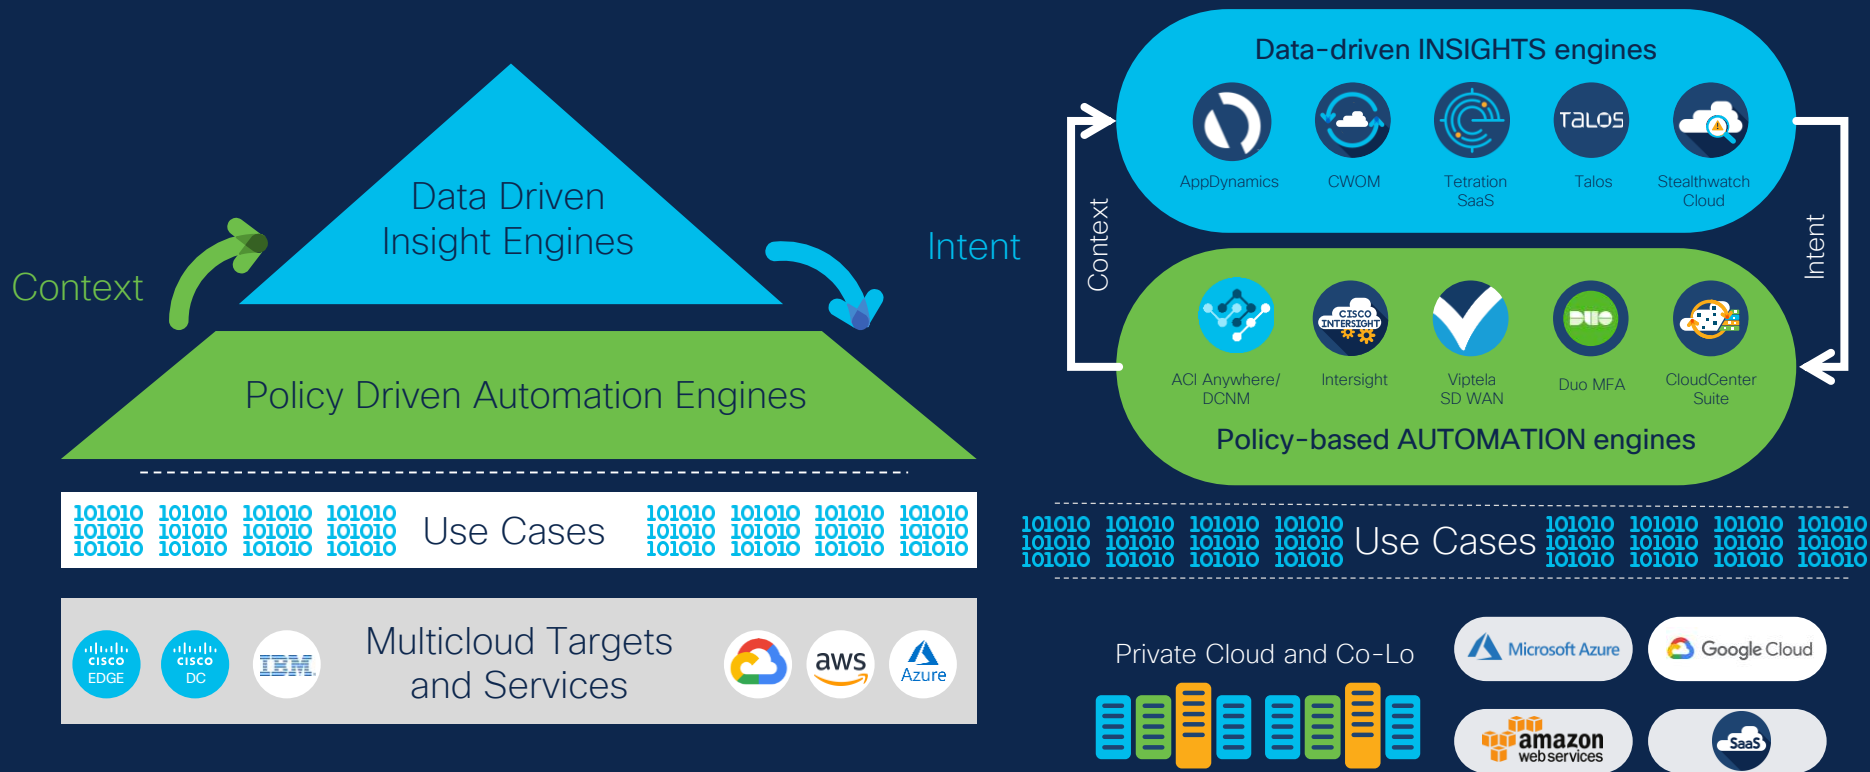 Data Driven
Insight Engines
Context
Intent
Policy Driven Automation Engines
101010 101010 101010 101010 Use Cases 101010 101010 101010 101010
101010 101010 101010 101010 101010 101010 101010 101010
101010 101010 101010 101010 101010 101010 101010 101010
CISCO
EDGE
CISCO
DC
IBM
Multicloud Targets
and Services
aws
Azure
Data-driven INSIGHTS engines
TALOS
AppDynamics
CWOM
Tetration
SaaS
Talos
Stealthwatch
Cloud
Context
Intent
CISCO
INTERSIGHT
DUO
ACI Anywhere/
DCNM
Intersight
Viptela
SD WAN
Duo MFA
CloudCenter
Suite
Policy-based AUTOMATION engines
101010 101010 101010 101010 Use Cases 101010 101010 101010 101010
101010 101010 101010 101010 101010 101010 101010 101010
101010 101010 101010 101010 101010 101010 101010 101010
Private Cloud and Co-Lo
Microsoft Azure
Google Cloud
amazon
web services
SaaS